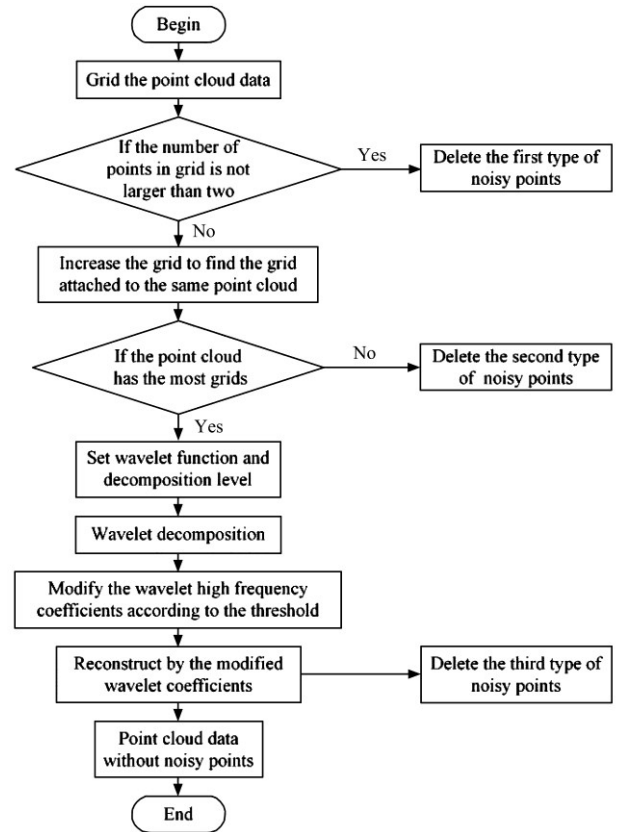 Begin
Grid the point cloud data
If the number of
points in grid is not
larger than two
Yes
Delete the first type of
noisy points
No
Increase the grid to find the grid
attached to the same point cloud
If the point cloud
has the most grids
No
Delete the second type
of noisy points
Yes
Set wavelet function and
decomposition level
Wavelet decomposition
Modify the wavelet high frequency
coefficients according to the threshold
Reconstruct by the modified
wavelet coefficients
Delete the third type of
noisy points
Point cloud data
without noisy points
End